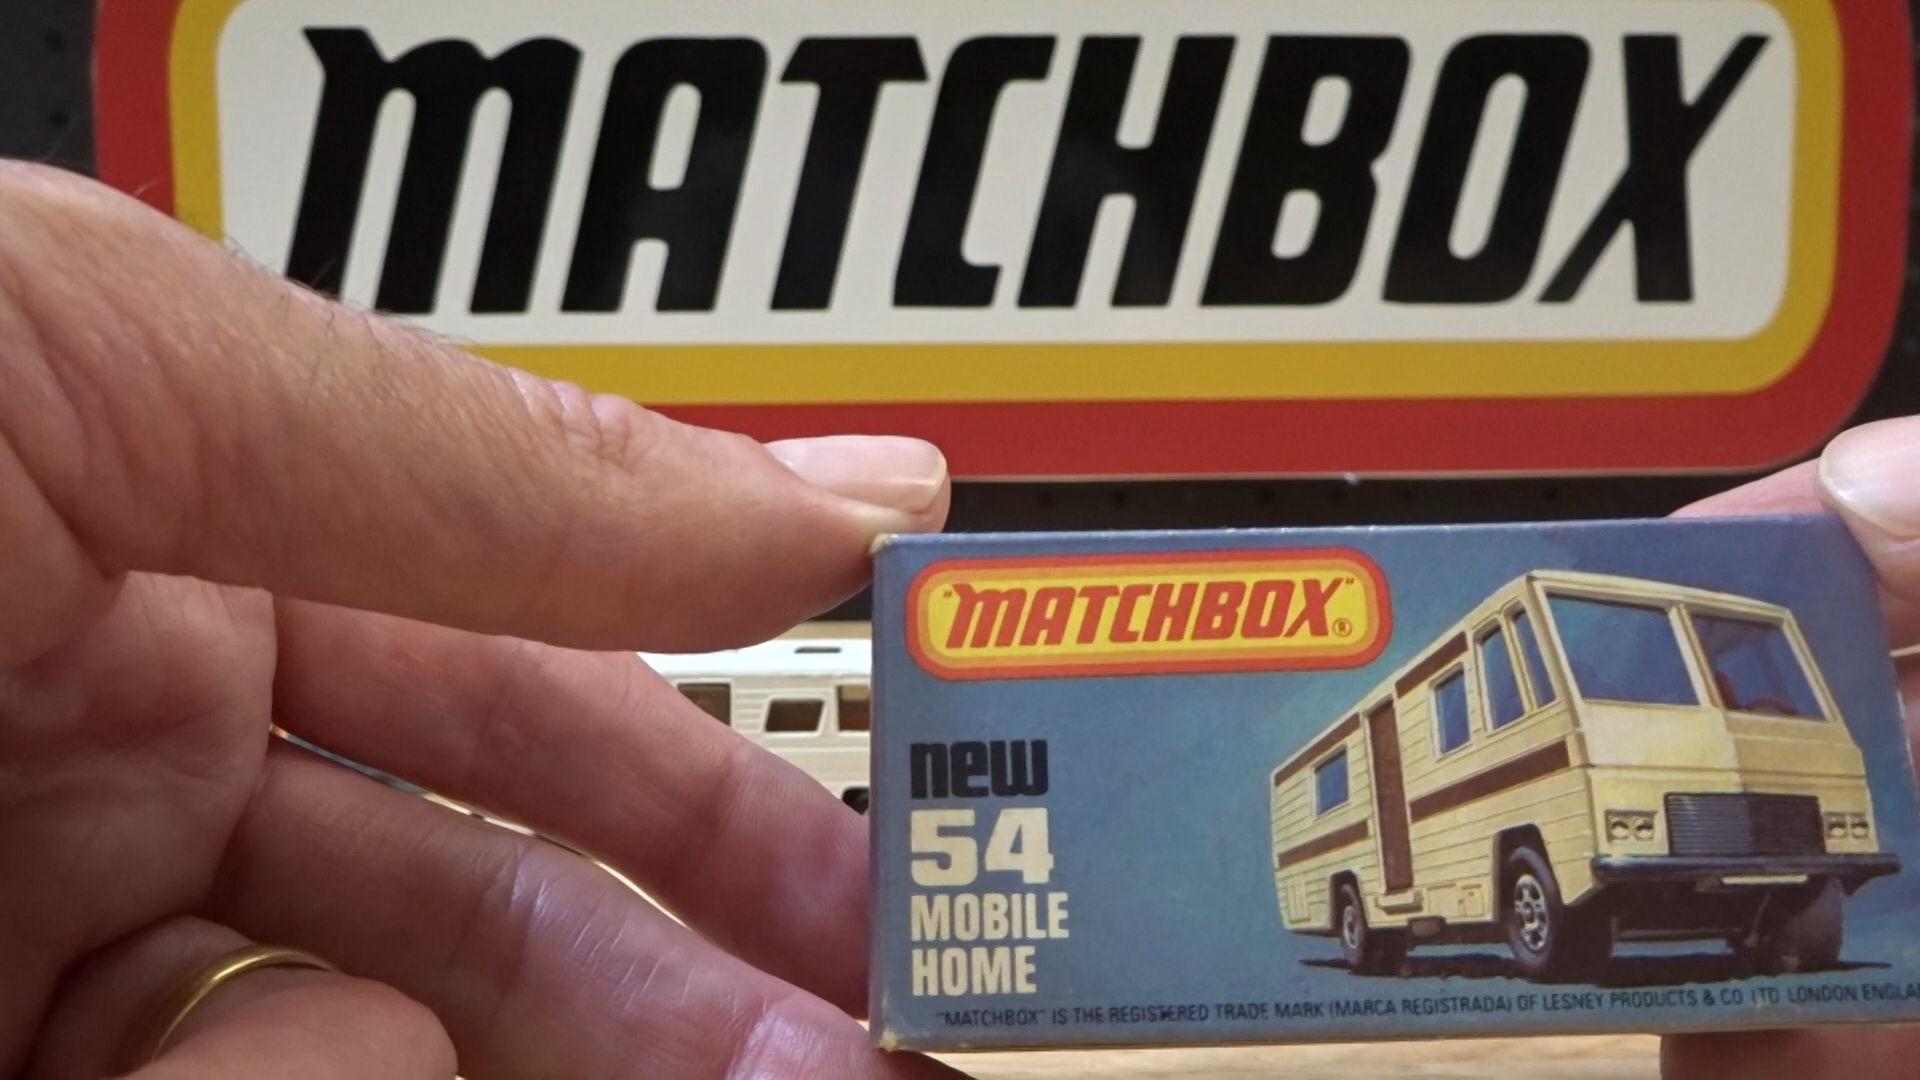 MATCHBOX
"MATCHBOX"®
new
54
MOBILE
HOME
"MATCHBOX" IS THE REGISTERED TRADE MARK (MARCA REGISTRADA) OF LESNEY PRODUCTS & CO LTD LONDON ENGLA